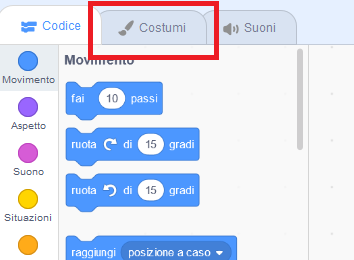 Codice Costumi Suoni
Movimento
Movimento
fai 10 passi
Aspetto
ruota di 15 gradi
Suono
ruota di 15 gradi
Situazioni
raggiungi posizione a caso